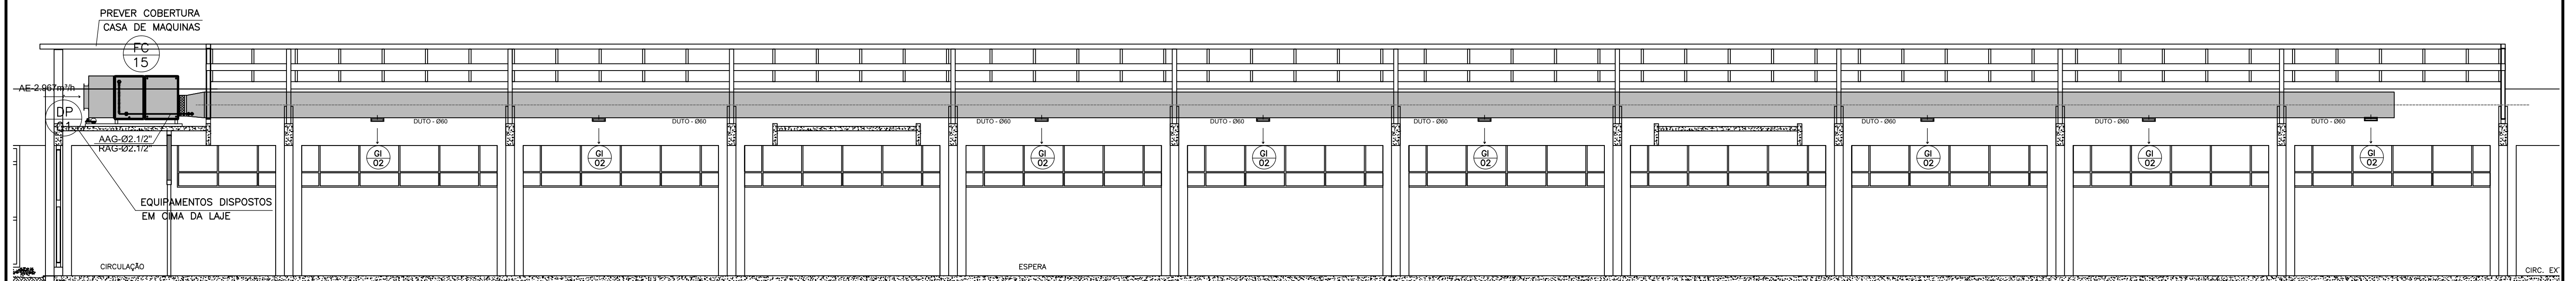 PREVER COBERTURA
CASA DE MAQUINAS
FC
15
AE-2.967m³/h
DP
01
AAG-Ø2.1/2"
RAG-Ø2.1/2"
EQUIPAMENTOS DISPOSTOS
EM CIMA DA LAJE
DUTO - Ø60
DUTO - Ø60
DUTO - Ø60
DUTO - Ø60
DUTO - Ø60
DUTO - Ø60
DUTO - Ø60
DUTO - Ø60
GI
02
GI
02
GI
02
GI
02
GI
02
GI
02
GI
02
GI
02
CIRCULAÇÃO
ESPERA
CIRC. EX